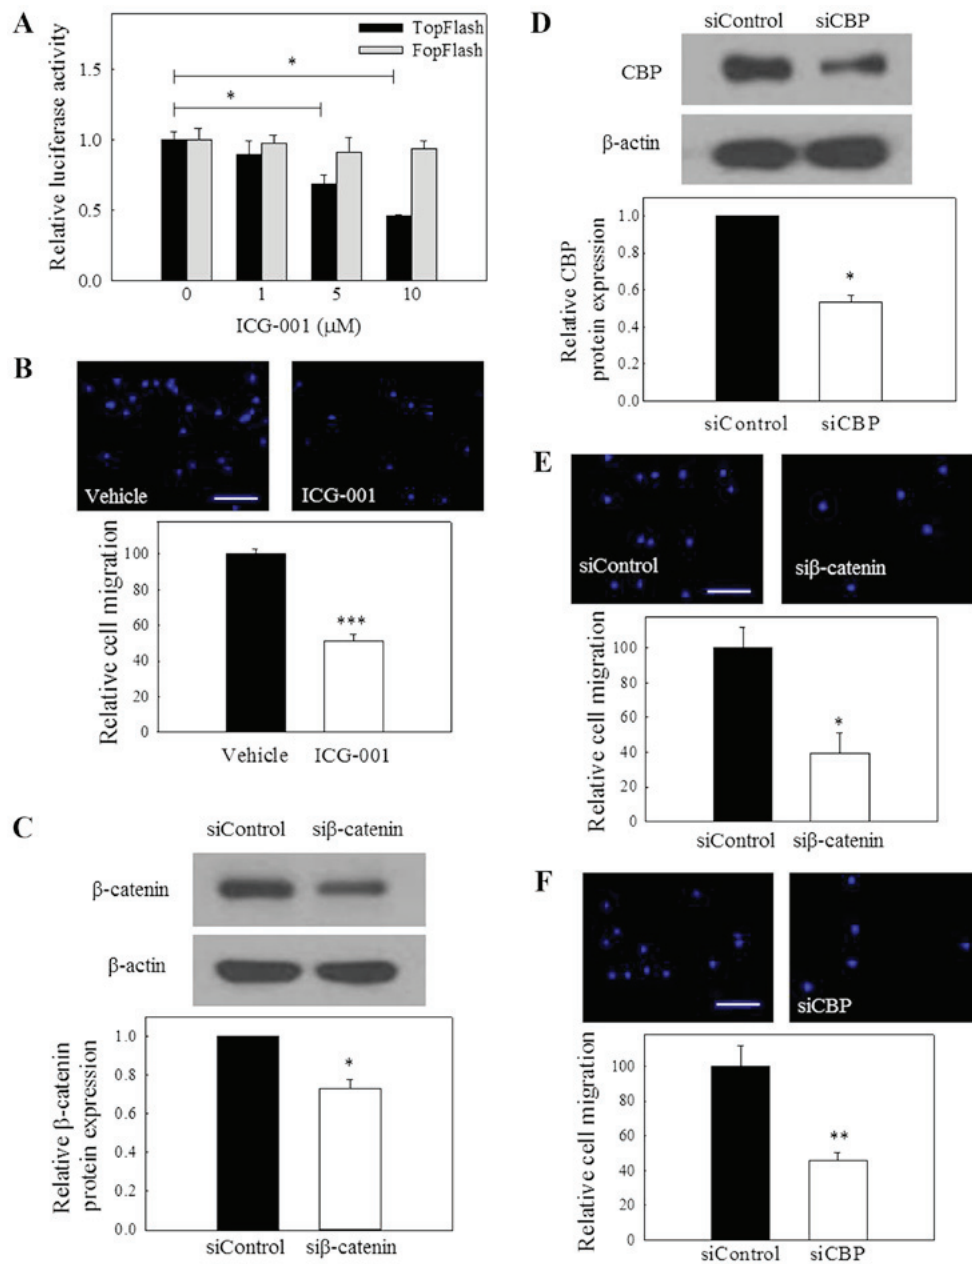 A
TopFlash
FopFlash
Relative luciferase activity
1.5
1.0
0.5
0.0
*
*
0 1 5 10
ICG-001 (μM)
B
Vehicle
ICG-001
Relative cell migration
100
80
60
40
20
0
***
Vehicle ICG-001
C
siControl siβ-catenin
β-catenin
β-actin
Relative β-catenin
protein expression
1.0
0.8
0.6
0.4
0.2
0.0
*
siControl siβ-catenin
D
siControl siCBP
CBP
β-actin
Relative CBP
protein expression
1.0
0.8
0.6
0.4
0.2
0.0
*
siControl siCBP
E
siControl
siβ-catenin
Relative cell migration
100
80
60
40
20
0
*
siControl siβ-catenin
F
siCBP
Relative cell migration
100
80
60
40
20
0
**
siControl siCBP